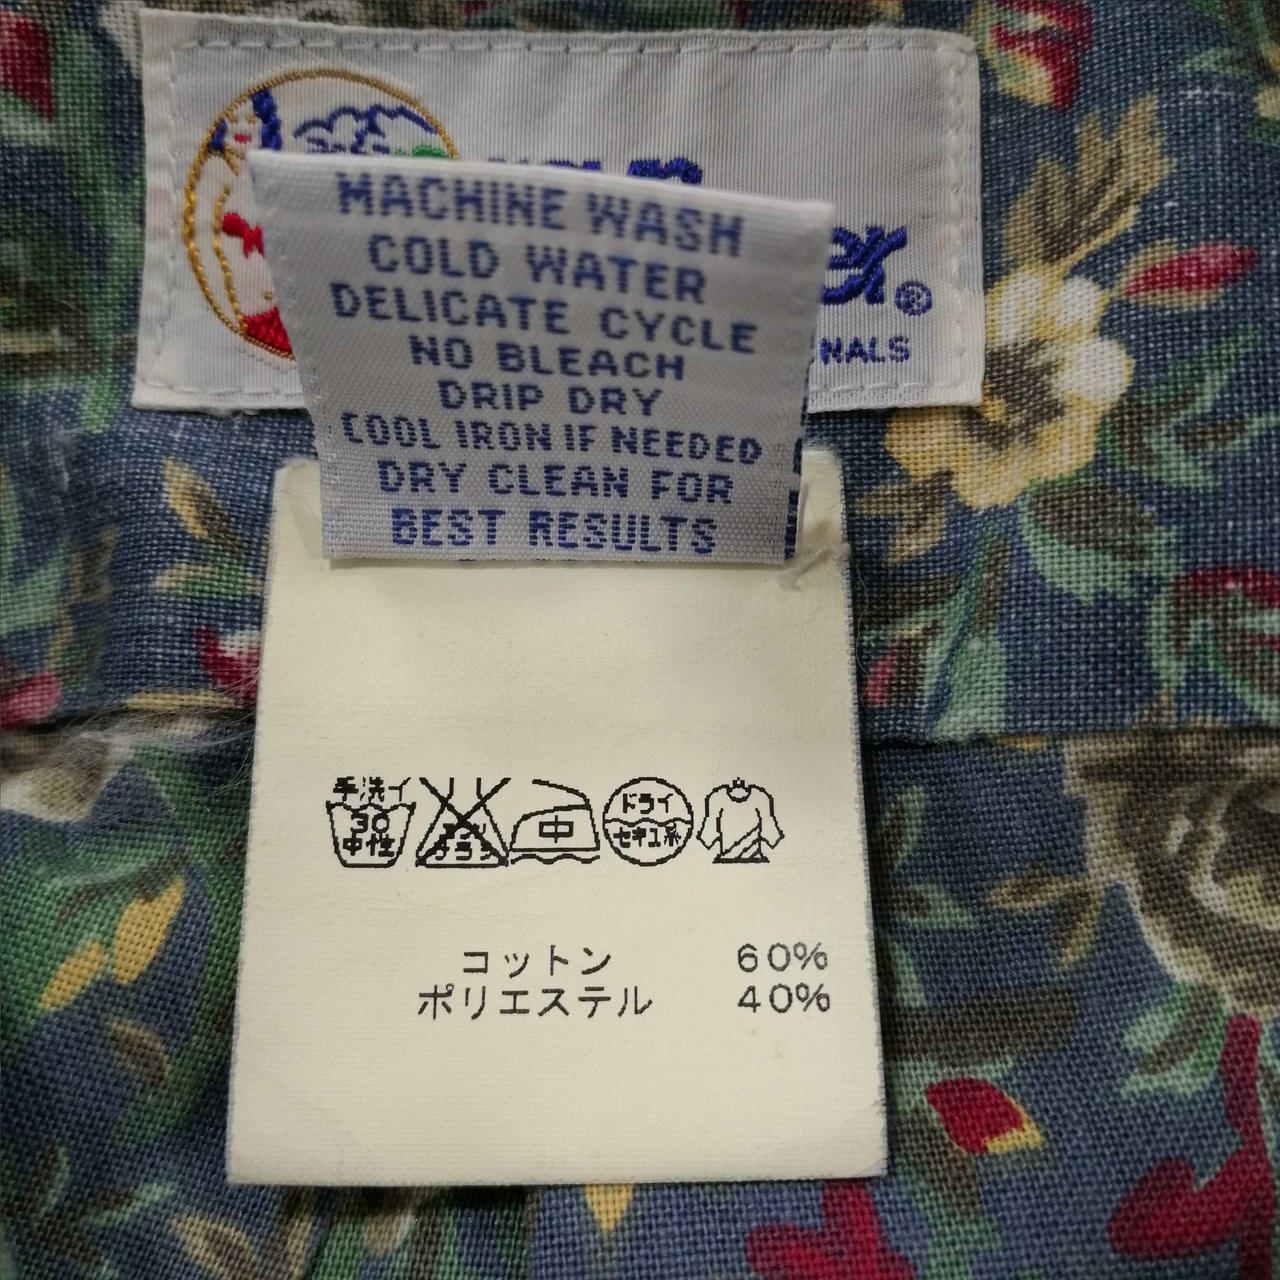 ®
MACHINE WASH
COLD WATER
DELICATE CYCLE
NO BLEACH
DRIP DRY
COOL IRON IF NEEDED
DRY CLEAN FOR
BEST RESULTS
手洗イ
30
中性
中
ドライ
セキユ系
コットン 60%
ポリエステル 40%